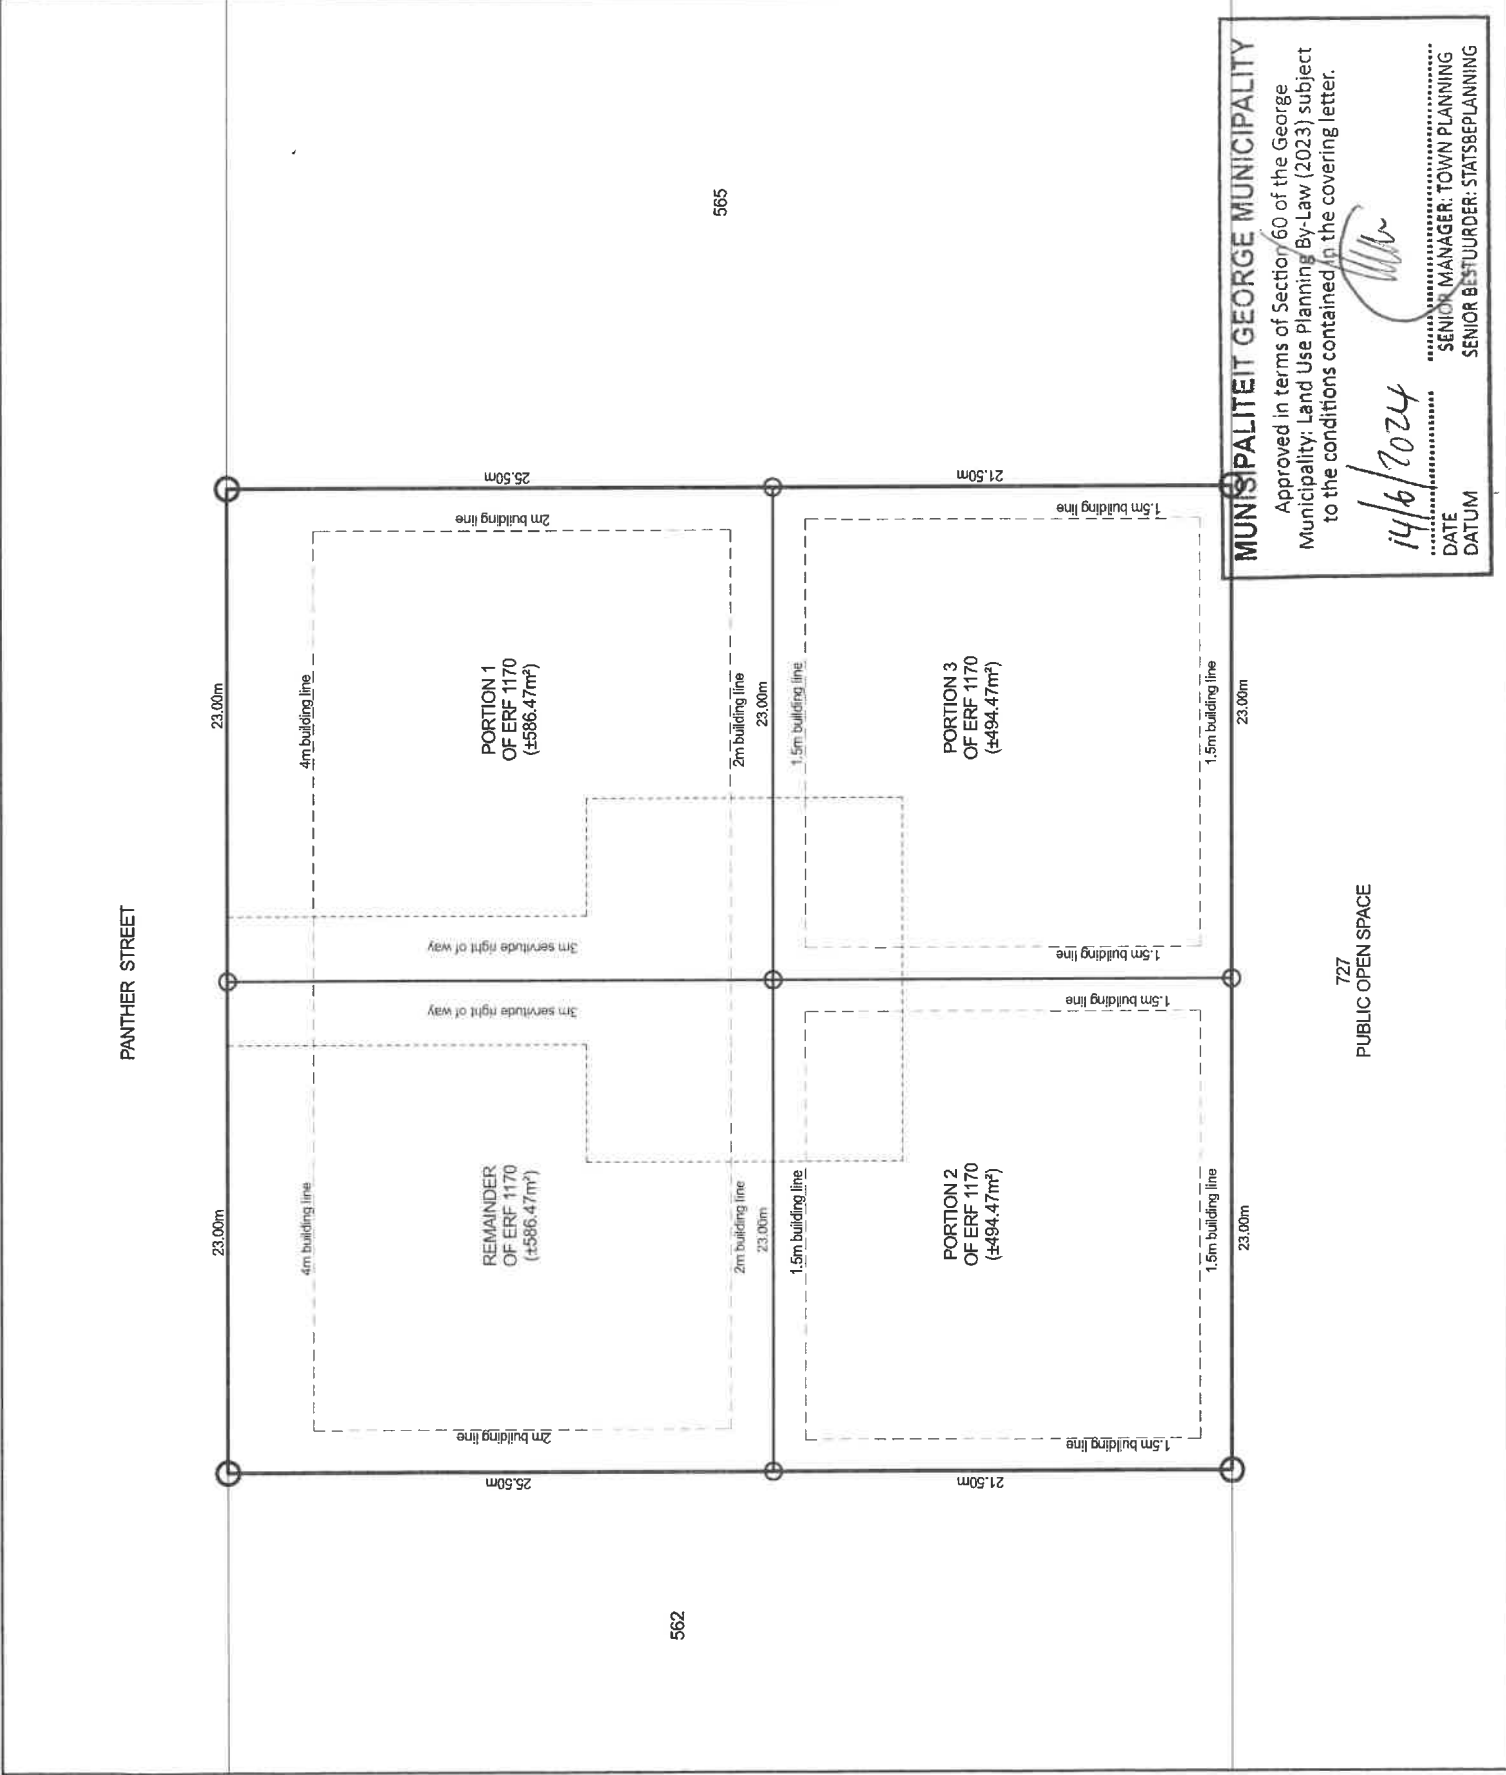 PANTHER STREET
23.00m
23.00m
4m building line
4m building line
562
25.50m
2m building line
REMAINDER
OF ERF 1170
(±586.47m²)
3m servitude right of way
3m servitude right of way
PORTION 1
OF ERF 1170
(±586.47m²)
2m building line
25.50m
565
2m building line
23.00m
2m building line
23.00m
1.5m building line
1.5m building line
21.50m
1.5m building line
PORTION 2
OF ERF 1170
(±494.47m²)
1.5m building line
1.5m building line
PORTION 3
OF ERF 1170
(±494.47m²)
1.5m building line
21.50m
1.5m building line
1.5m building line
23.00m
23.00m
727
PUBLIC OPEN SPACE
MUNISIPALITEIT GEORGE MUNICIPALITY
Approved in terms of Section 60 of the George
Municipality: Land Use Planning By-Law (2023) subject
to the conditions contained in the covering letter.
14/6/2024
DATE SENIOR MANAGER: TOWN PLANNING
DATUM SENIOR BESTUURDER: STATSBEPLANNING